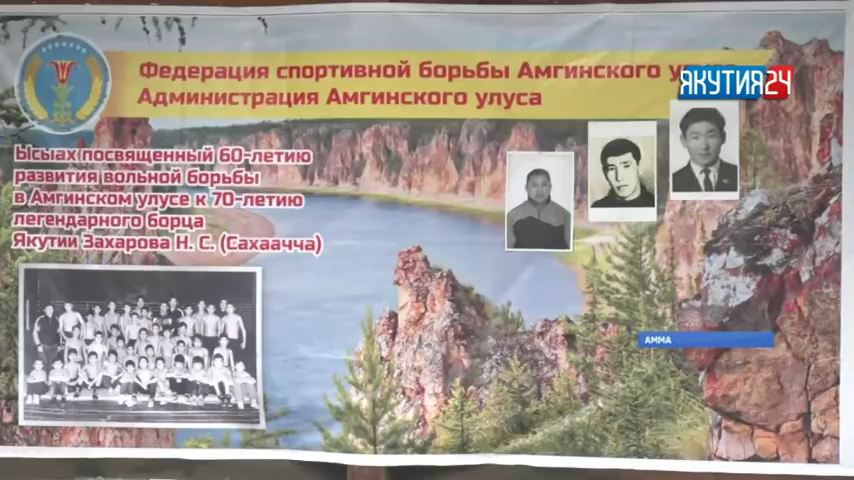 Федерация спортивной борьбы Амгинского
Администрация Амгинского улуса
ЯКУТИЯ24
Ысыах посвященный 60-летию
развития вольной борьбы
в Амгинском улусе к 70-летию
легендарного борца
Якутии Захарова Н. С. (Сахаачча)
АММА